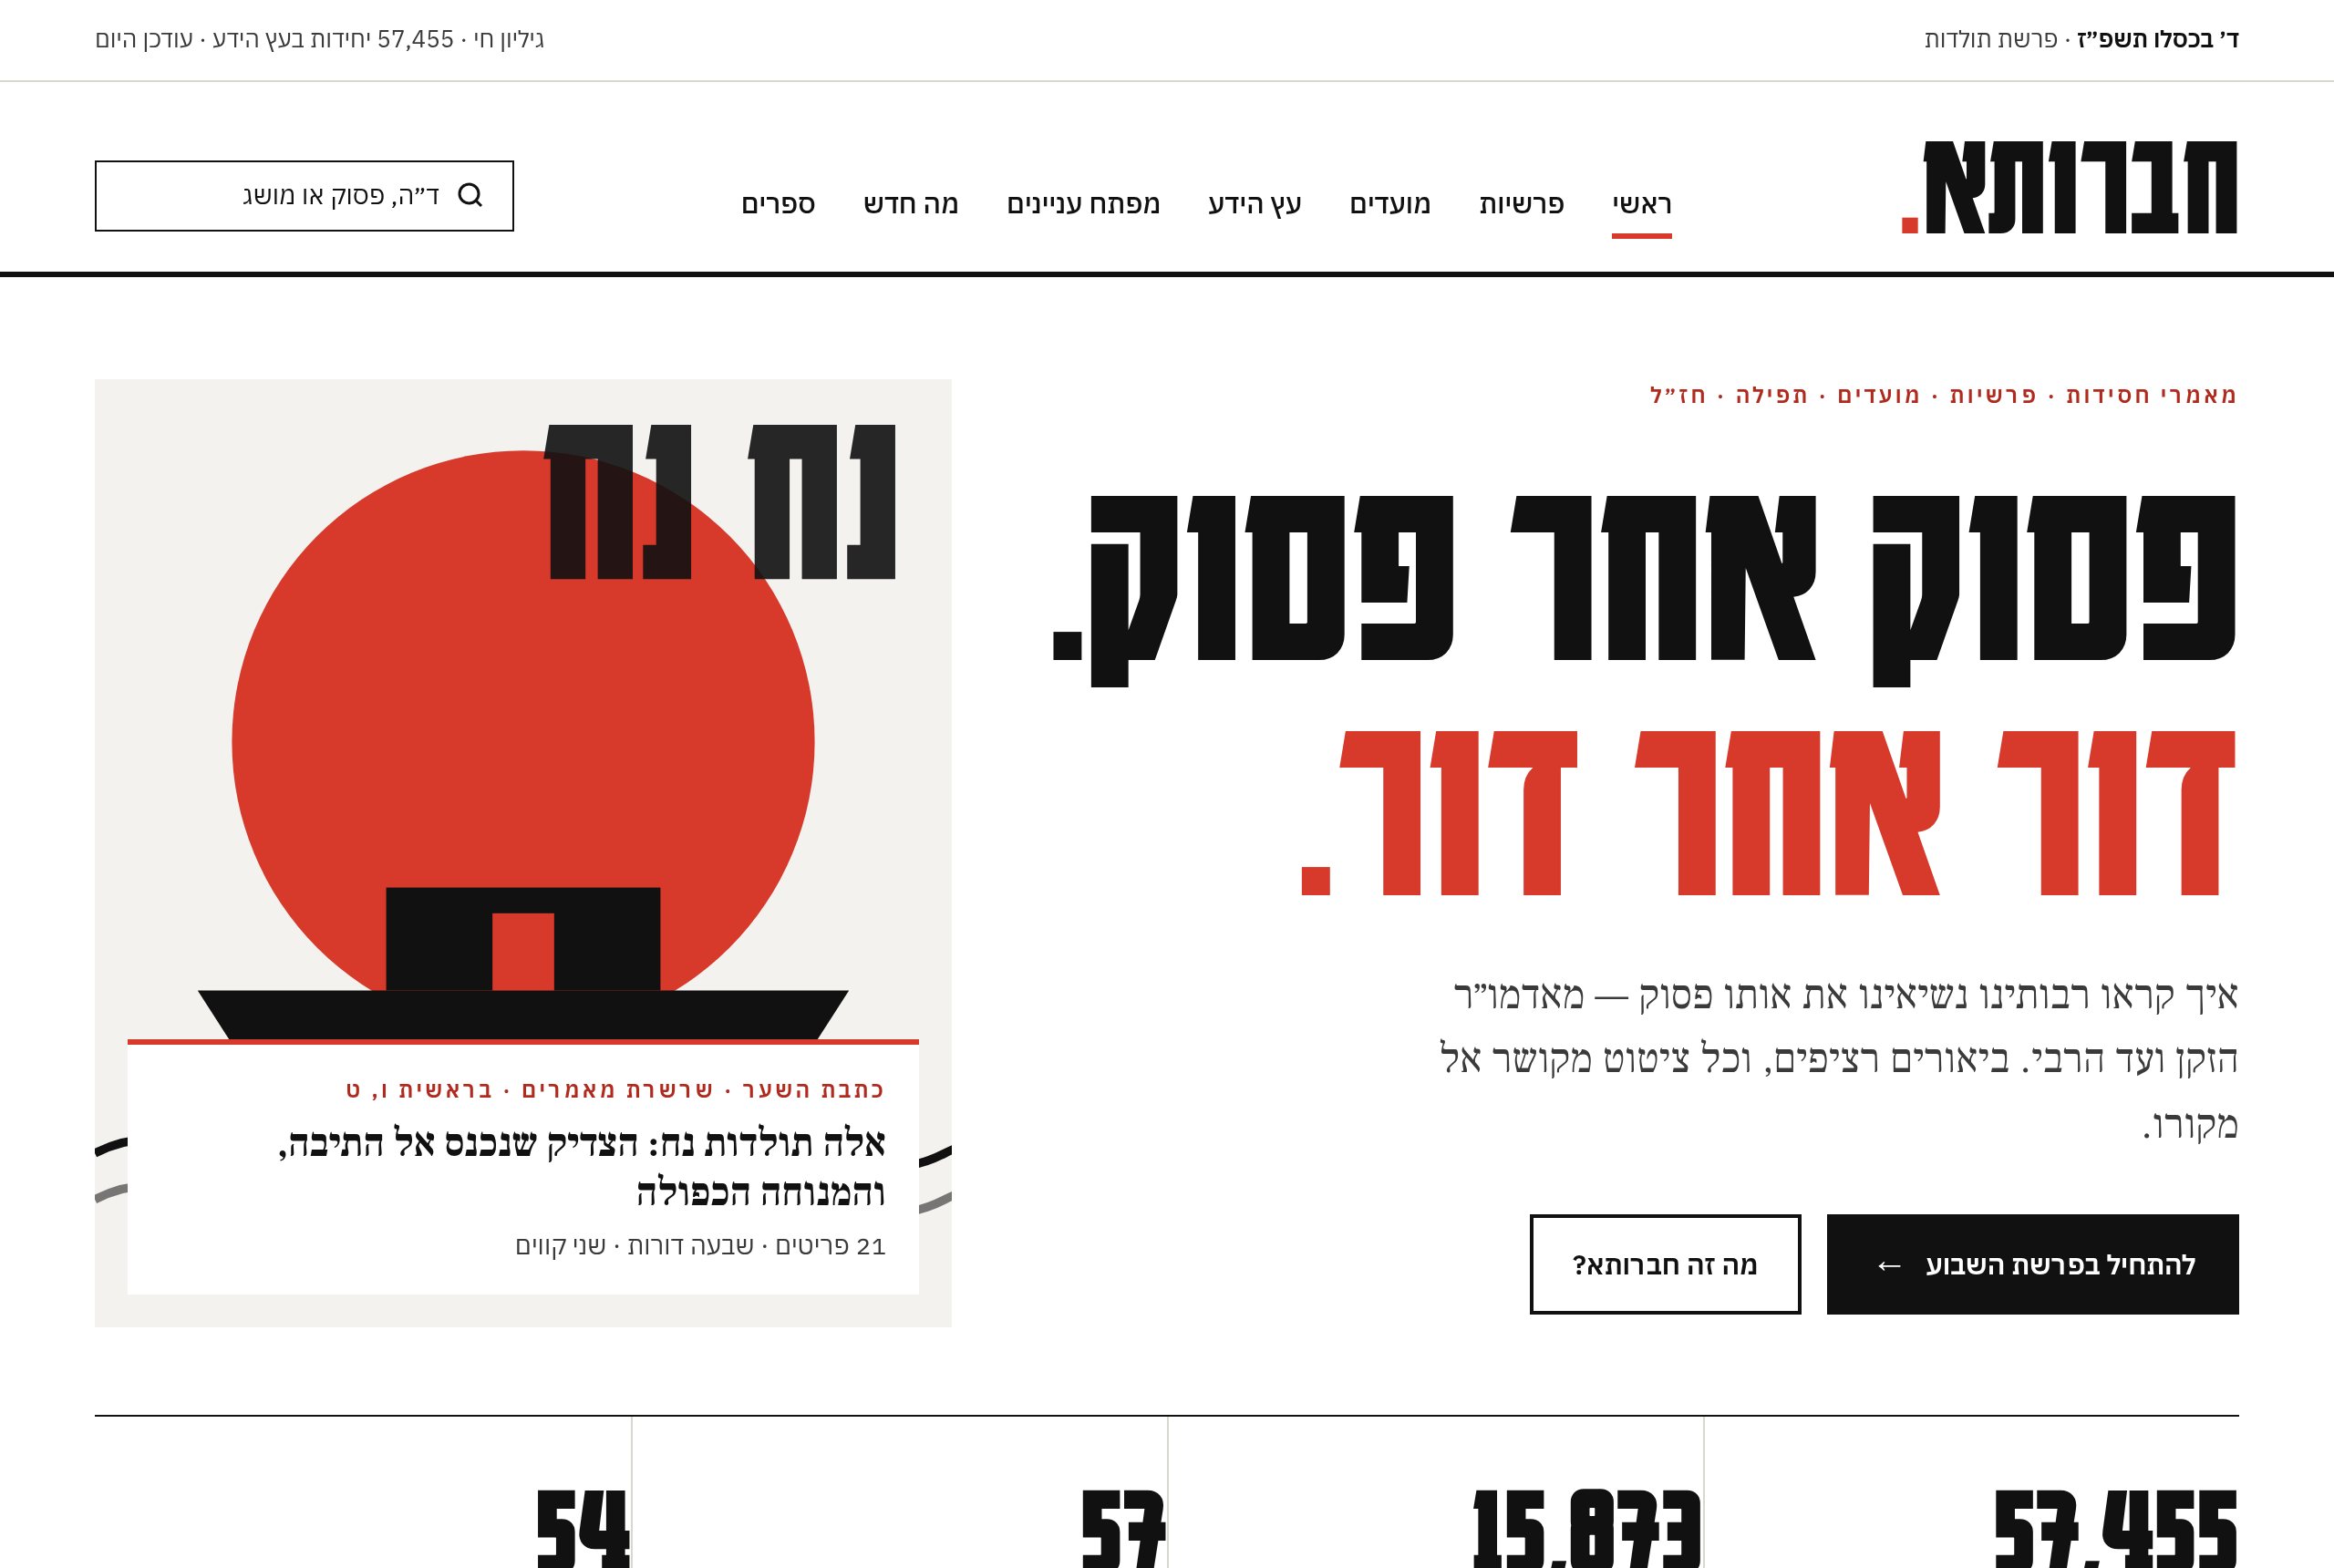 ד׳ בכסלו תשפ״ז · פרשת תולדות
גיליון חי · 57,455 יחידות בעץ הידע · עודכן היום
חברותא.
ראשי
פרשיות
מועדים
עץ הידע
מפתח עניינים
מה חדש
ספרים
ד״ה, פסוק או מושג
מאמרי חסידות · פרשיות · מועדים · תפילה · חז״ל
פסוק אחר פסוק.
דור אחר דור.
איך קראו רבותינו נשיאינו את אותו פסוק — מאדמו״ר
הזקן ועד הרבי. ביאורים רציפים, וכל ציטוט מקושר אל
מקורו.
להתחיל בפרשת השבוע ←
מה זה חברותא?
נח נח
כתבת השער · שרשרת מאמרים · בראשית ו, ט
אלה תולדות נח: הצדיק שנכנס אל התיבה,
והמנוחה הכפולה
21 פריטים · שבעה דורות · שני קווים
57,455
15,873
57
54